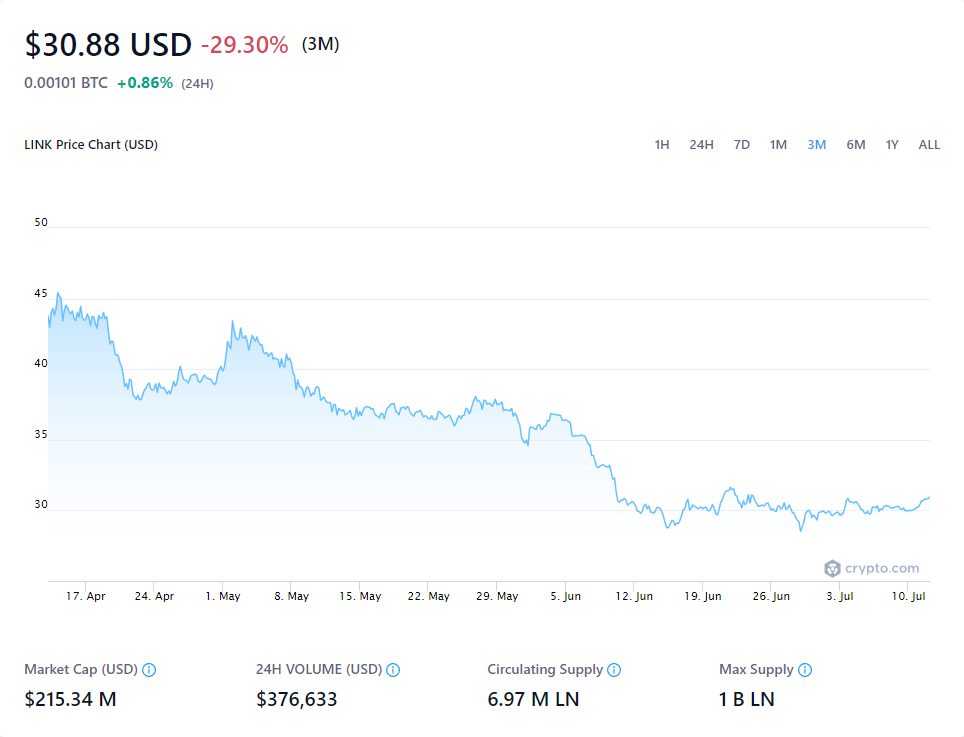 $30.88 USD -29.30% (3M)
0.00101 BTC +0.86% (24H)
LINK Price Chart (USD) 1H 24H 7D 1M 3M 6M 1Y ALL
50
45
40
35
30
crypto.com
17. Apr 24. Apr 1. May 8. May 15. May 22. May 29. May 5. Jun 12. Jun 19. Jun 26. Jun 3. Jul 10. Jul
Market Cap (USD) 24H VOLUME (USD) Circulating Supply Max Supply
$215.34 M $376,633 6.97 M LN 1 B LN